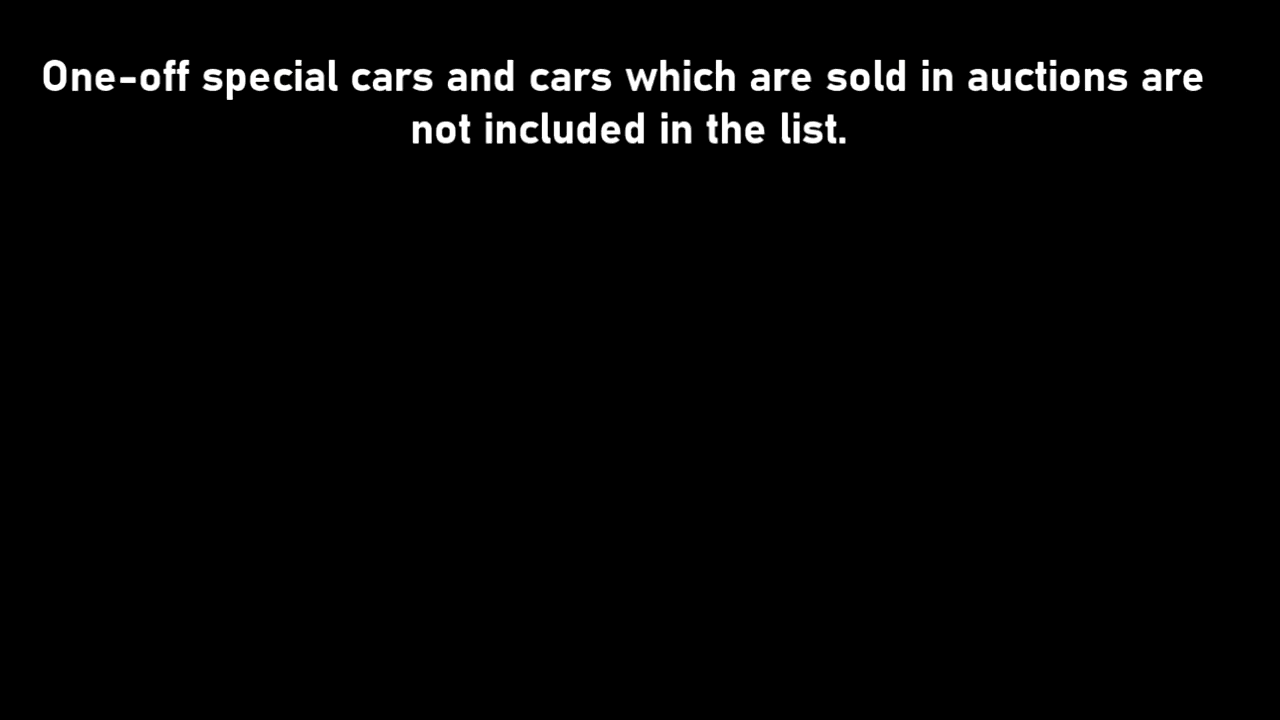 One-off special cars and cars which are sold in auctions are
not included in the list.